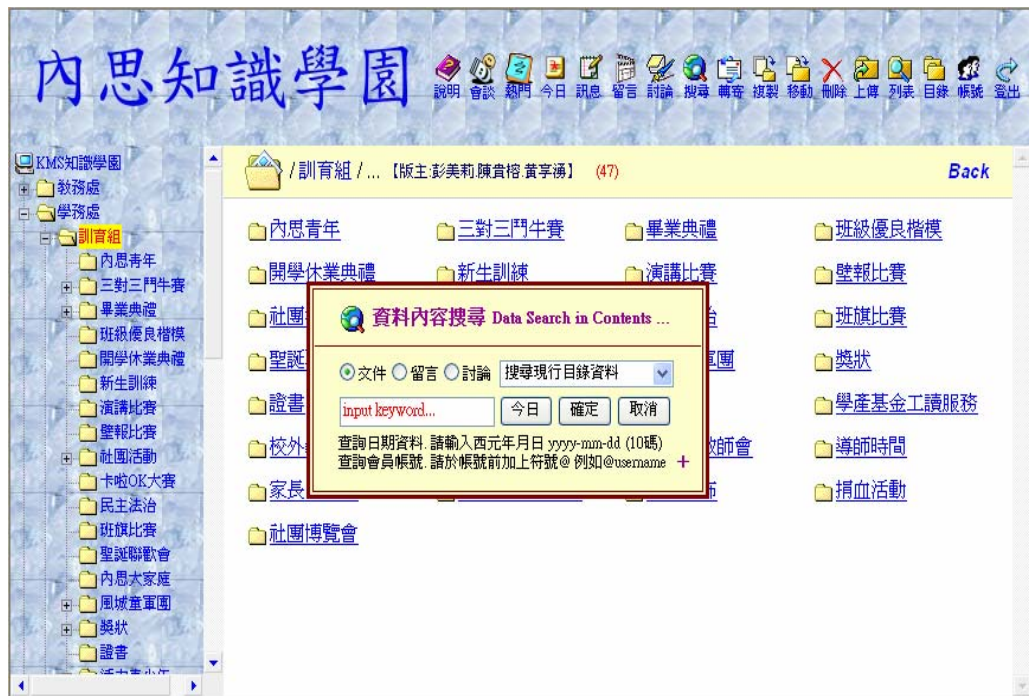 內思知識學園
說明 會談 熱門 今日 訊息 留言 討論 搜尋 轉寄 複製 移動 刪除 上傳 列表 目錄 帳號 登出
KMS知識學園
教務處
學務處
訓育組
內思青年
三對三鬥牛賽
畢業典禮
班級優良楷模
開學休業典禮
新生訓練
演講比賽
壁報比賽
社團活動
卡啦OK大賽
民主法治
班旗比賽
聖誕聯歡會
內思大家庭
風城童軍團
獎狀
證書
/ 訓育組 / ... 【版主:彭美莉.陳貴榕.黃享湧】 (47)
Back
內思青年 三對三鬥牛賽 畢業典禮 班級優良楷模
開學休業典禮 新生訓練 演講比賽 壁報比賽
社團 治 班旗比賽
聖誕 軍團 獎狀
證書 學產基金工讀服務
校外 教師會 導師時間
家長 捐血活動
社團博覽會
資料內容搜尋 Data Search in Contents ...
文件 留言 討論 搜尋現行目錄資料
input keyword... 今日 確定 取消
查詢日期資料. 請輸入西元年月日 yyyy-mm-dd (10碼)
查詢會員帳號. 請於帳號前加上符號@ 例如@username +